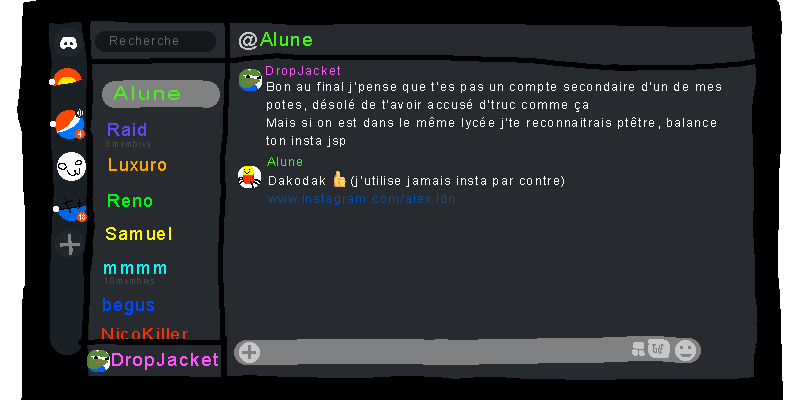 Recherche
@Alune
Alune
Raid
3 membres
Luxuro
Reno
Samuel
mmmm
10 membres
begus
NicoKiller
DropJacket
4
16
DropJacket
Bon au final j'pense que t'es pas un compte secondaire d'un de mes
potes, désolé de t'avoir accusé d'truc comme ça
Mais si on est dans le même lycée j'te reconnaitrais ptêtre, balance
ton insta jsp
Alune
Dakodak 👍 (j'utilise jamais insta par contre)
www.instagram.com/alex.ldn
GIF